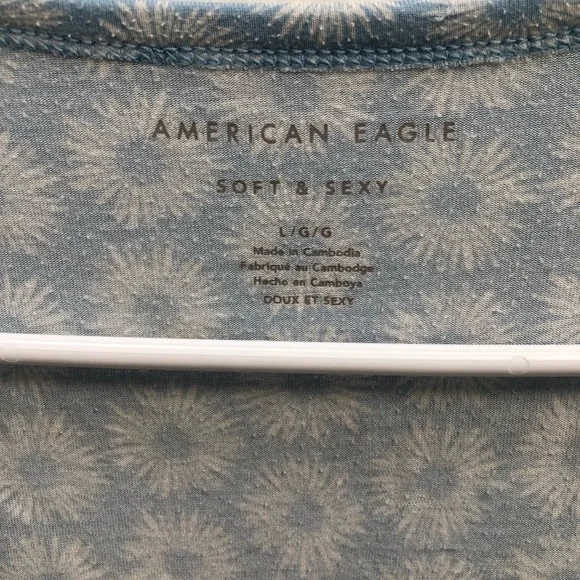 AMERICAN EAGLE
SOFT & SEXY
L/G/G
Made in Cambodia
Fabriqué au Cambodge
Hecho en Camboya
DOUX ET SEXY